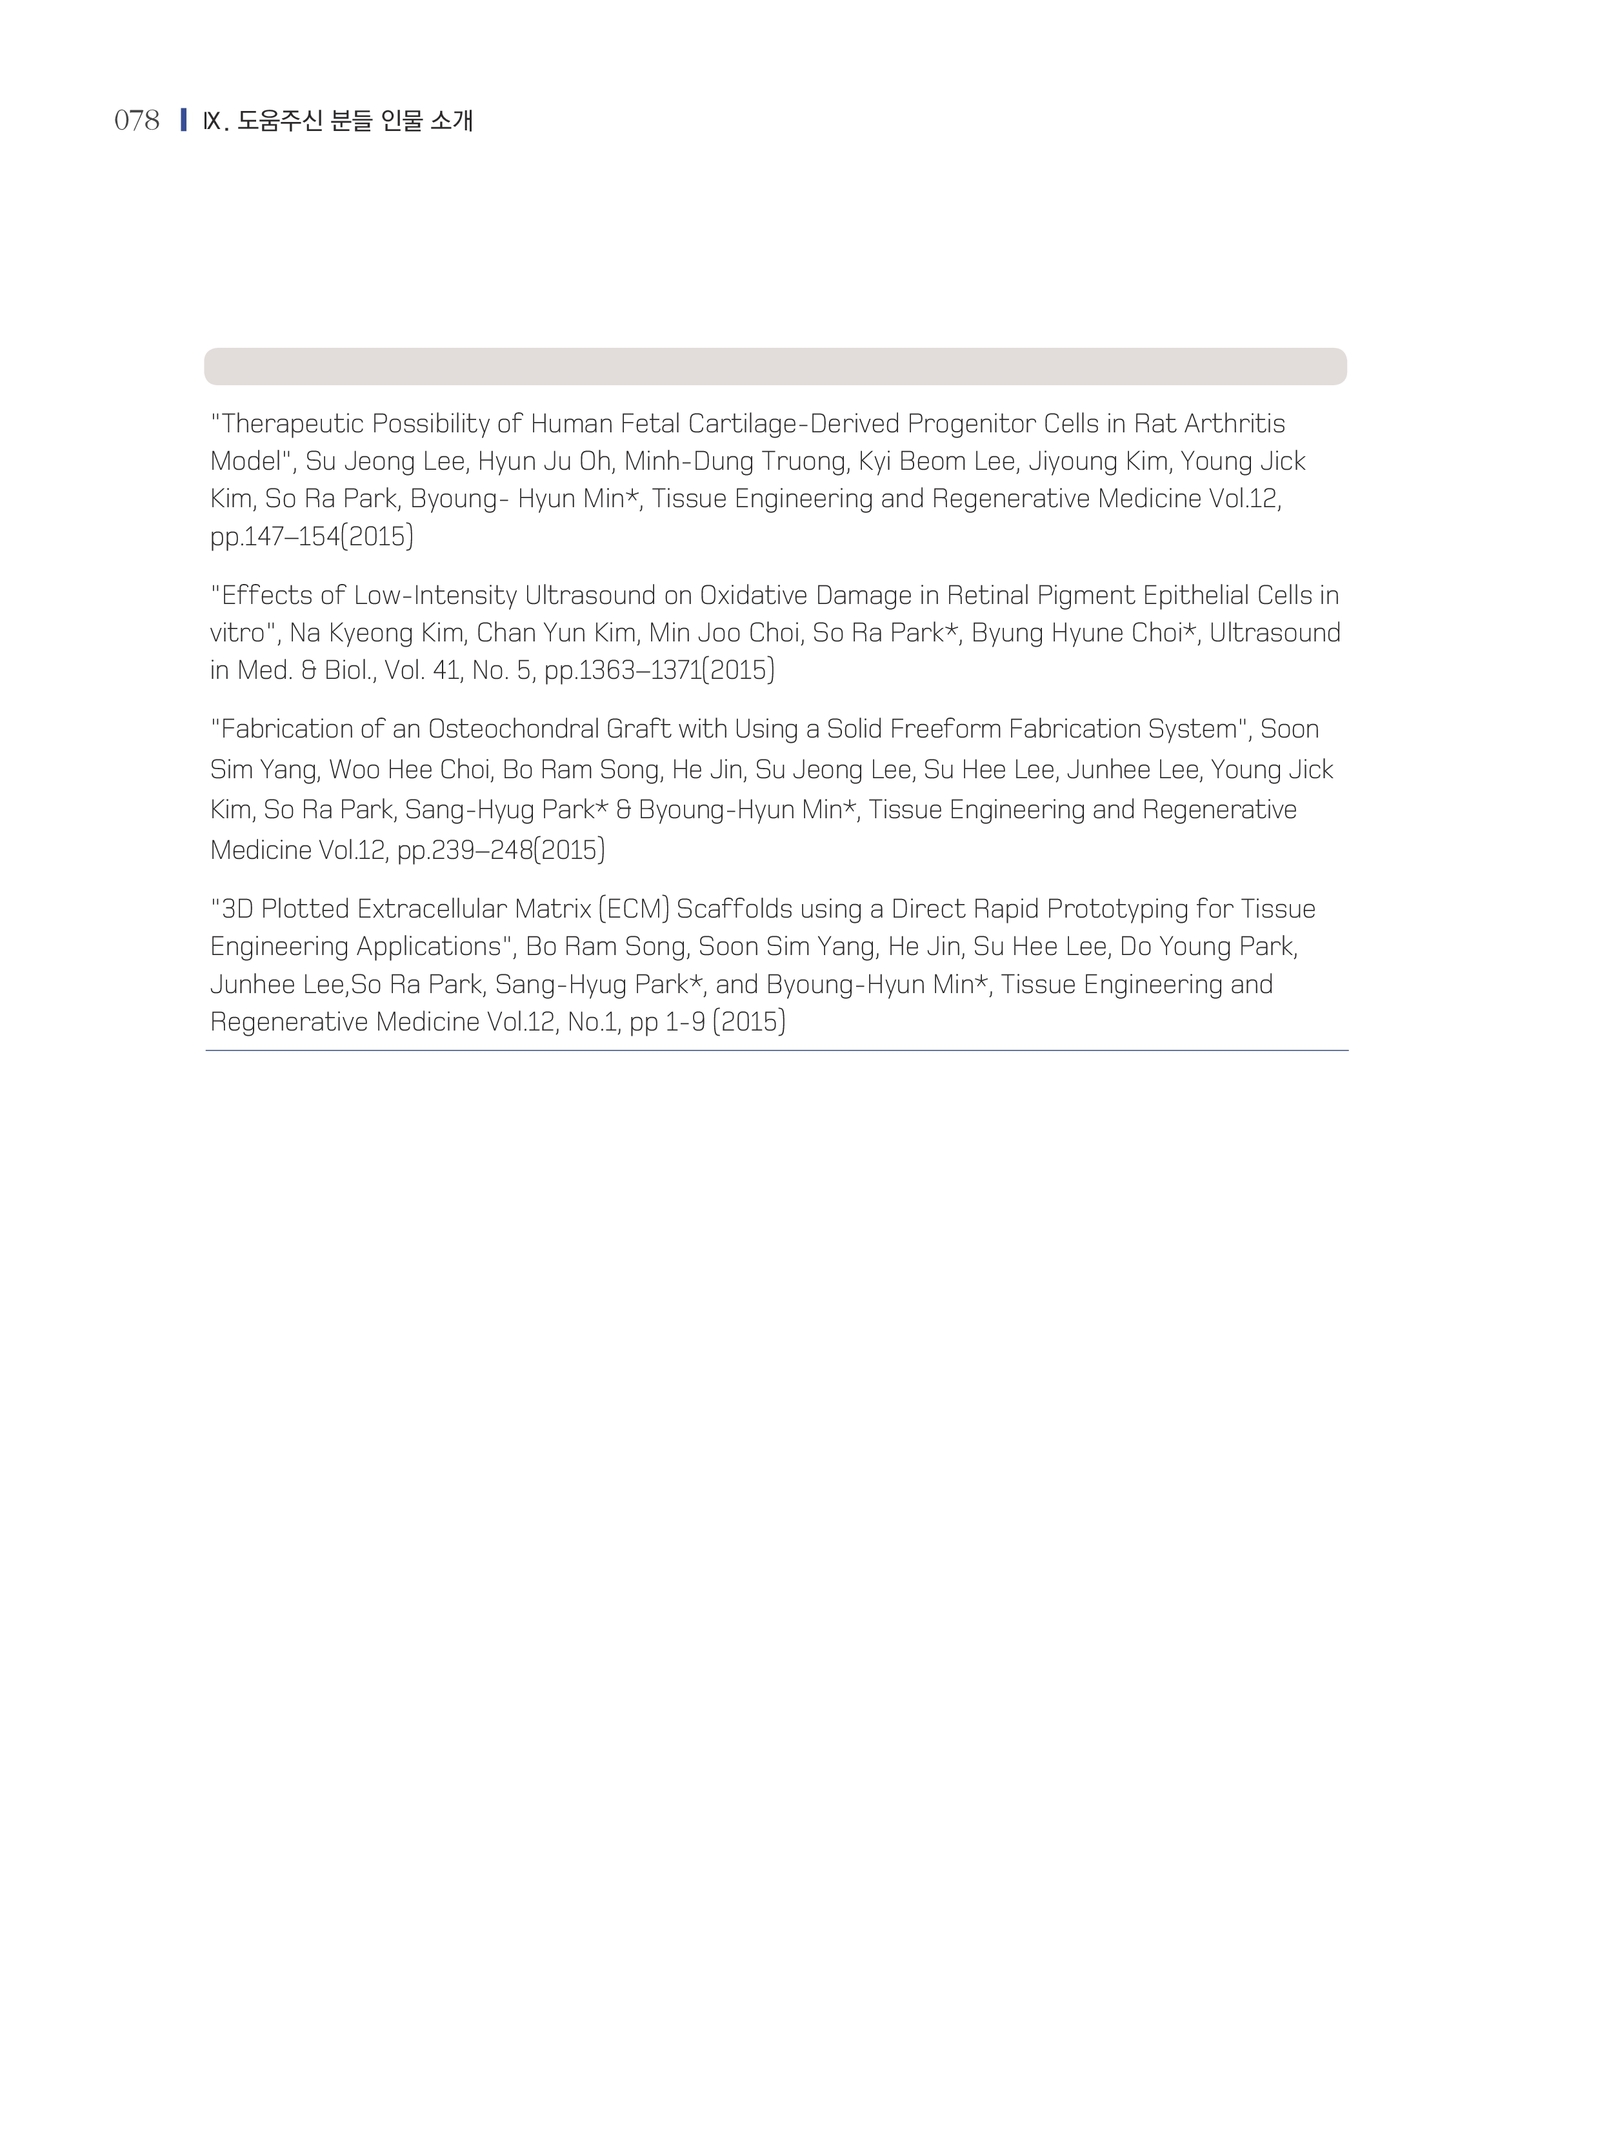 078 Ⅸ. 도움주신 분들 인물 소개
"Therapeutic Possibility of Human Fetal Cartilage-Derived Progenitor Cells in Rat Arthritis
Model", Su Jeong Lee, Hyun Ju Oh, Minh-Dung Truong, Kyi Beom Lee, Jiyoung Kim, Young Jick
Kim, So Ra Park, Byoung- Hyun Min*, Tissue Engineering and Regenerative Medicine Vol.12,
pp.147–154(2015)
"Effects of Low-Intensity Ultrasound on Oxidative Damage in Retinal Pigment Epithelial Cells in
vitro", Na Kyeong Kim, Chan Yun Kim, Min Joo Choi, So Ra Park*, Byung Hyune Choi*, Ultrasound
in Med. & Biol., Vol. 41, No. 5, pp.1363–1371(2015)
"Fabrication of an Osteochondral Graft with Using a Solid Freeform Fabrication System", Soon
Sim Yang, Woo Hee Choi, Bo Ram Song, He Jin, Su Jeong Lee, Su Hee Lee, Junhee Lee, Young Jick
Kim, So Ra Park, Sang-Hyug Park* & Byoung-Hyun Min*, Tissue Engineering and Regenerative
Medicine Vol.12, pp.239–248(2015)
"3D Plotted Extracellular Matrix (ECM) Scaffolds using a Direct Rapid Prototyping for Tissue
Engineering Applications", Bo Ram Song, Soon Sim Yang, He Jin, Su Hee Lee, Do Young Park,
Junhee Lee,So Ra Park, Sang-Hyug Park*, and Byoung-Hyun Min*, Tissue Engineering and
Regenerative Medicine Vol.12, No.1, pp 1-9 (2015)